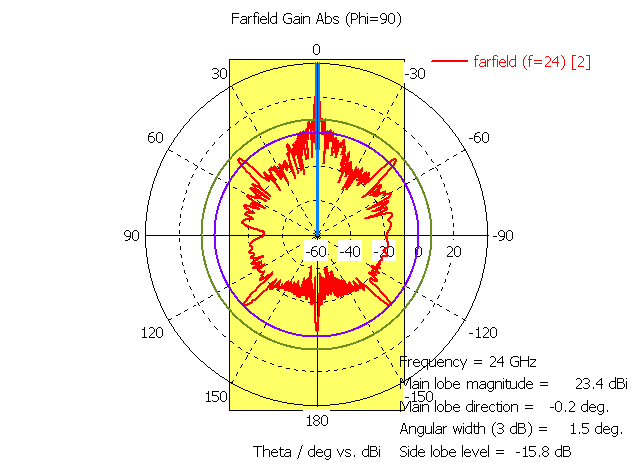 Farfield Gain Abs (Phi=90)
farfield (f=24) [2]
0
30
-30
60
-60
90
-90
-60 -40 -20 0 20
120
-120
150
-150
180
Frequency = 24 GHz
Main lobe magnitude = 23.4 dBi
Main lobe direction = -0.2 deg.
Angular width (3 dB) = 1.5 deg.
Side lobe level = -15.8 dB
Theta / deg vs. dBi